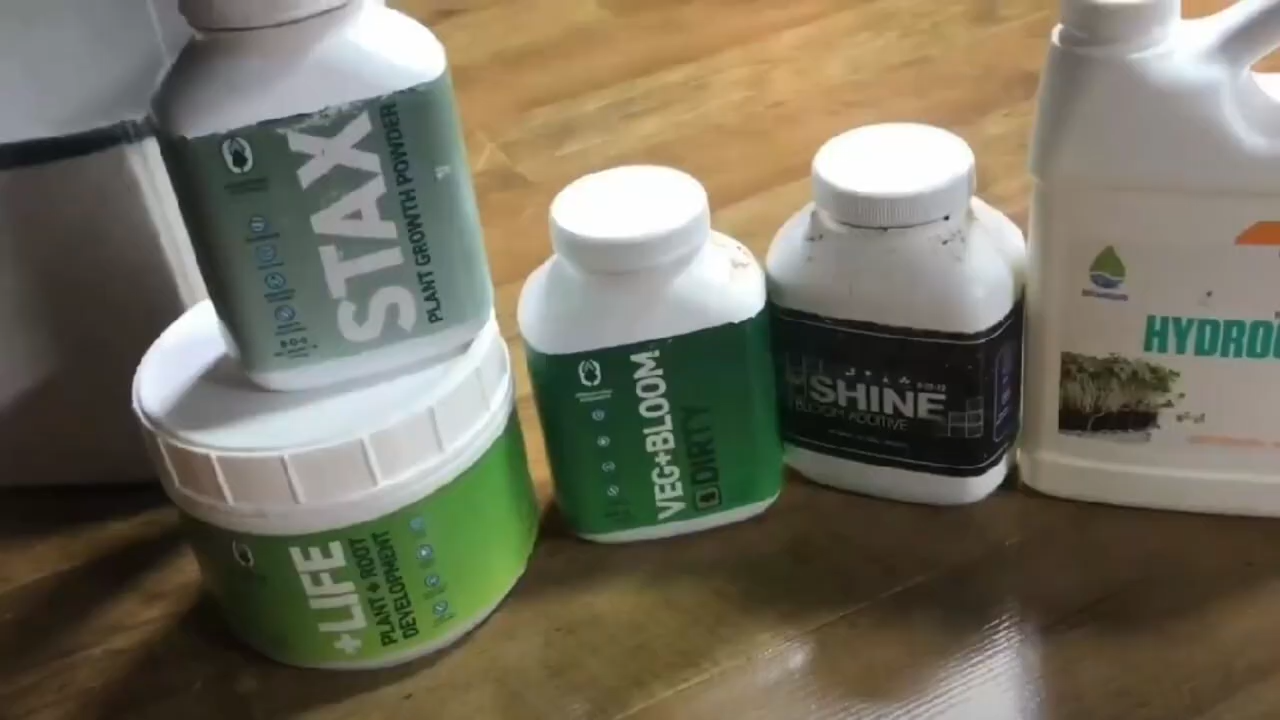 STAX
PLANT GROWTH POWDER
+LIFE
PLANT + ROOT
DEVELOPMENT
VEG+BLOOM
DIRTY
SHINE
BLOOM ADDITIVE
HYDRO